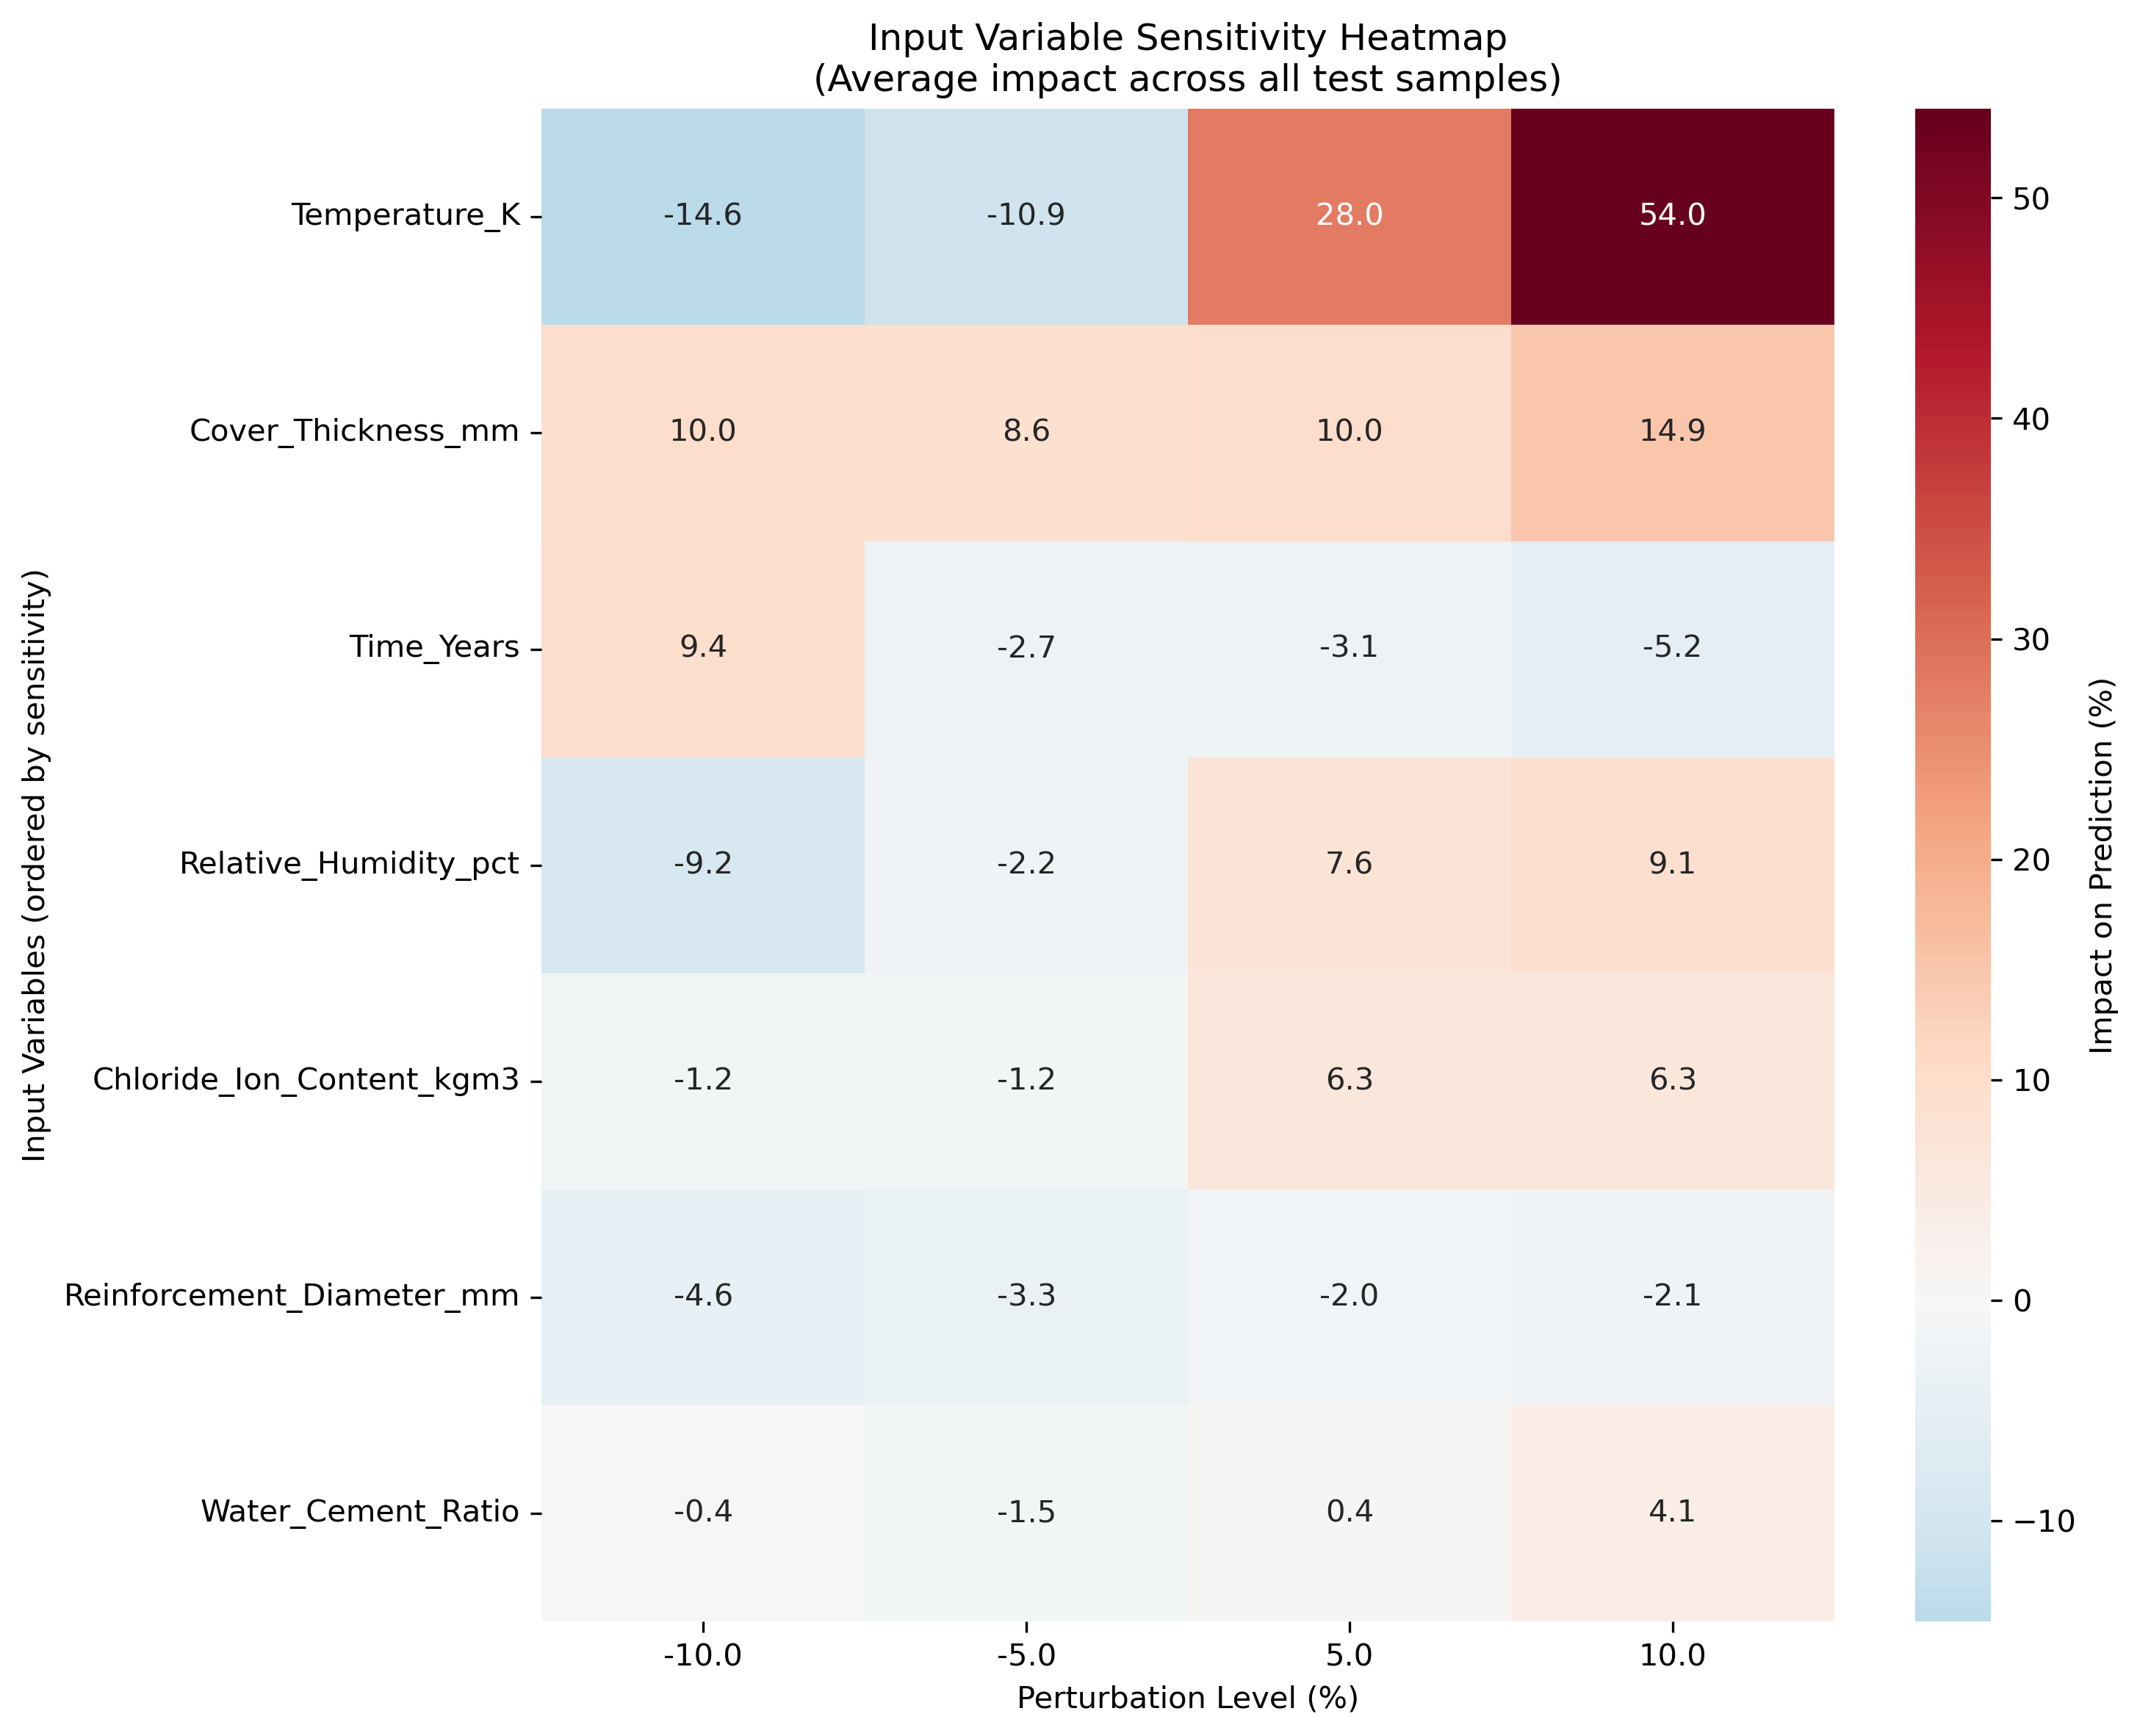 Input Variable Sensitivity Heatmap
(Average impact across all test samples)
Input Variables (ordered by sensitivity)
Temperature_K
-14.6 -10.9 28.0 54.0
Cover_Thickness_mm
10.0 8.6 10.0 14.9
Time_Years
9.4 -2.7 -3.1 -5.2
Relative_Humidity_pct
-9.2 -2.2 7.6 9.1
Chloride_Ion_Content_kgm3
-1.2 -1.2 6.3 6.3
Reinforcement_Diameter_mm
-4.6 -3.3 -2.0 -2.1
Water_Cement_Ratio
-0.4 -1.5 0.4 4.1
-10.0 -5.0 5.0 10.0
Perturbation Level (%)
50
40
30
20
10
0
−10
Impact on Prediction (%)